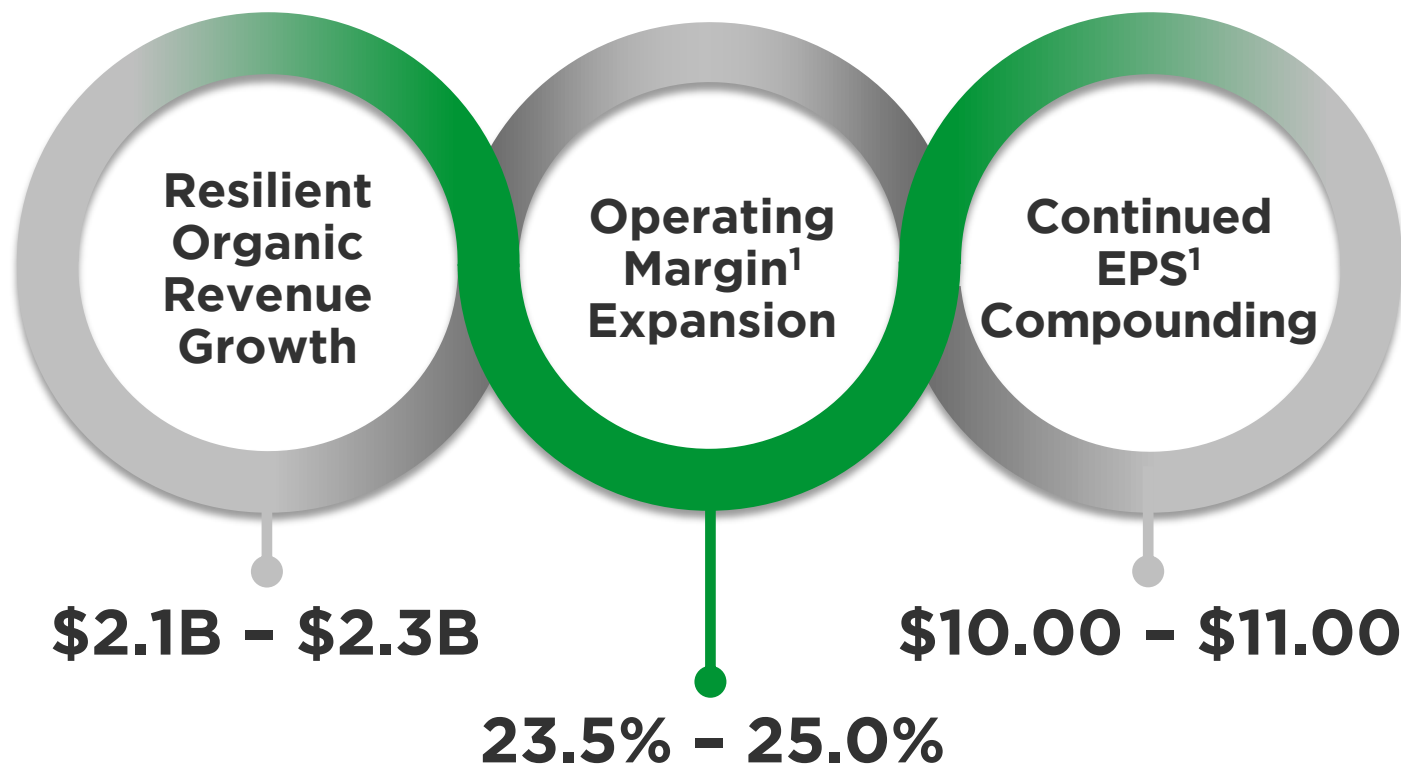 Resilient
Organic
Revenue
Growth
$2.1B – $2.3B
Operating
Margin¹
Expansion
23.5% – 25.0%
Continued
EPS¹
Compounding
$10.00 – $11.00